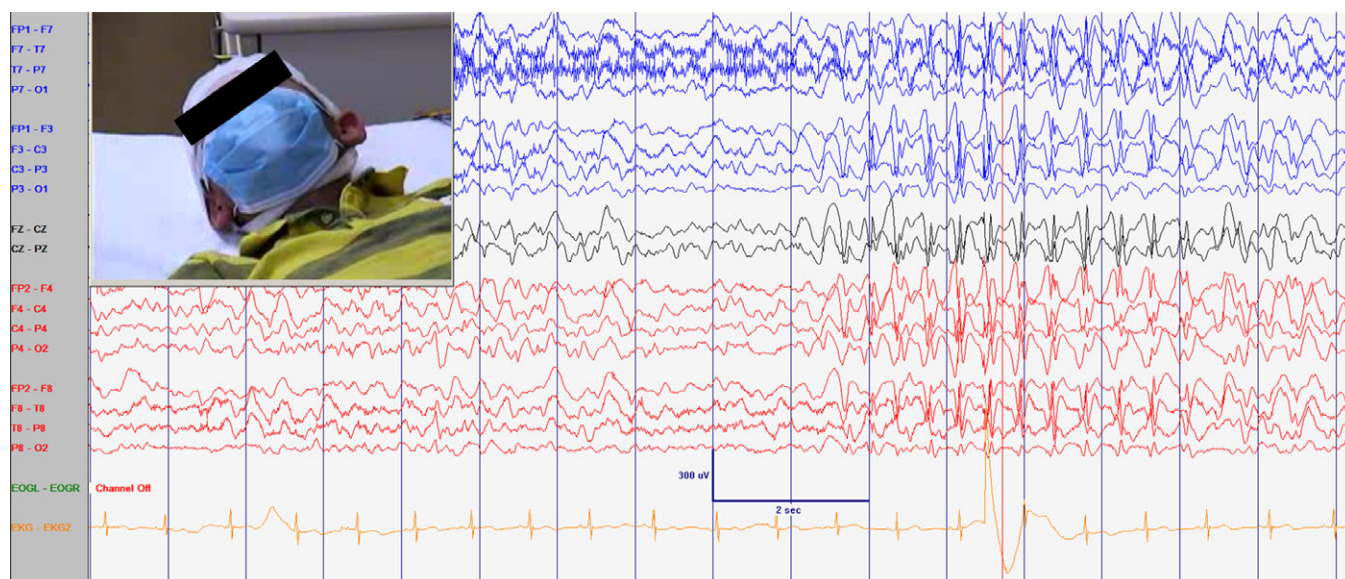 FP1 - F7
F7 - T7
T7 - P7
P7 - O1
FP1 - F3
F3 - C3
C3 - P3
P3 - O1
FZ - CZ
CZ - PZ
FP2 - F4
F4 - C4
C4 - P4
P4 - O2
FP2 - F8
F8 - T8
T8 - P8
P8 - O2
300 uV
EOGL - EOGR Channel Off
2 sec
EKG - EKG2